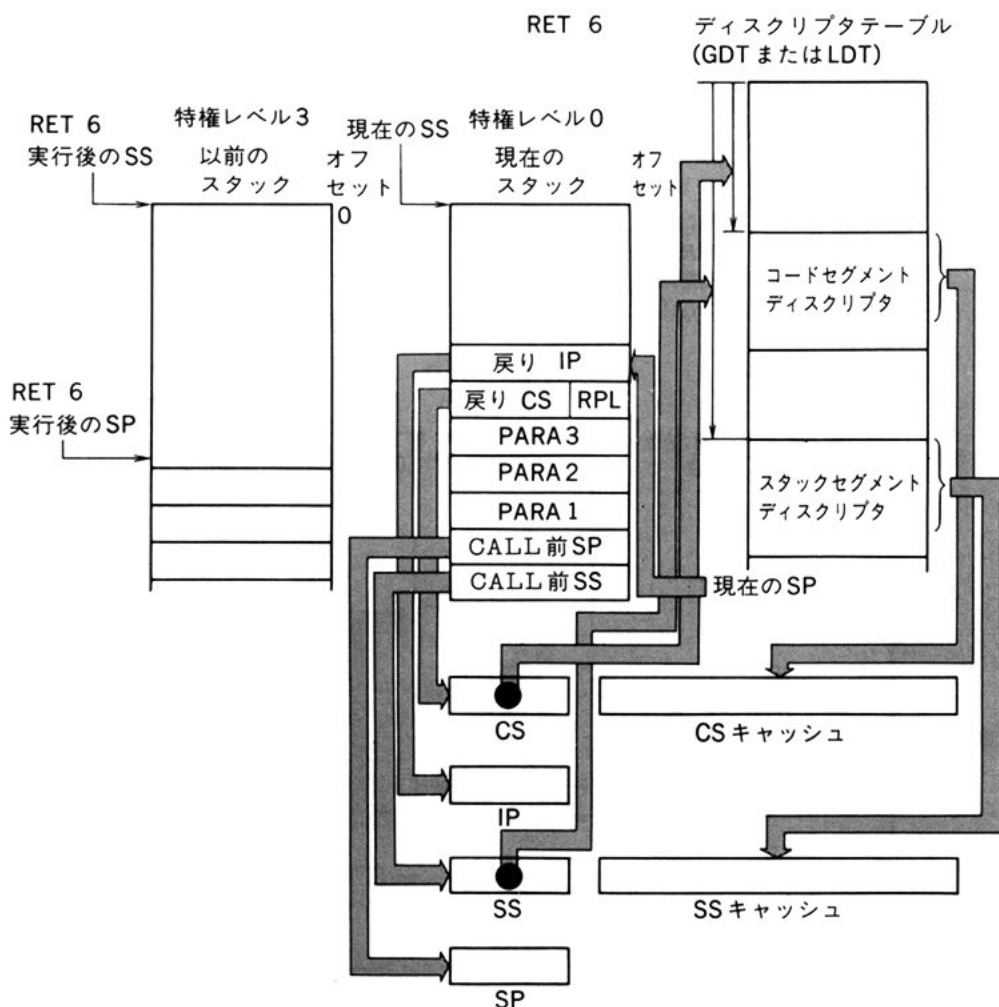 RET 6
ディスクリプタテーブル
(GDTまたはLDT)
RET 6
実行後のSS
特権レベル3
以前の
スタック
オフ
セット
0
現在のSS
特権レベル0
現在の
スタック
オフ
セット
コードセグメント
ディスクリプタ
戻り IP
戻り CS
RPL
RET 6
実行後のSP
PARA3
PARA2
PARA1
スタックセグメント
ディスクリプタ
CALL前SP
CALL前SS
現在のSP
CS
CSキャッシュ
IP
SS
SSキャッシュ
SP